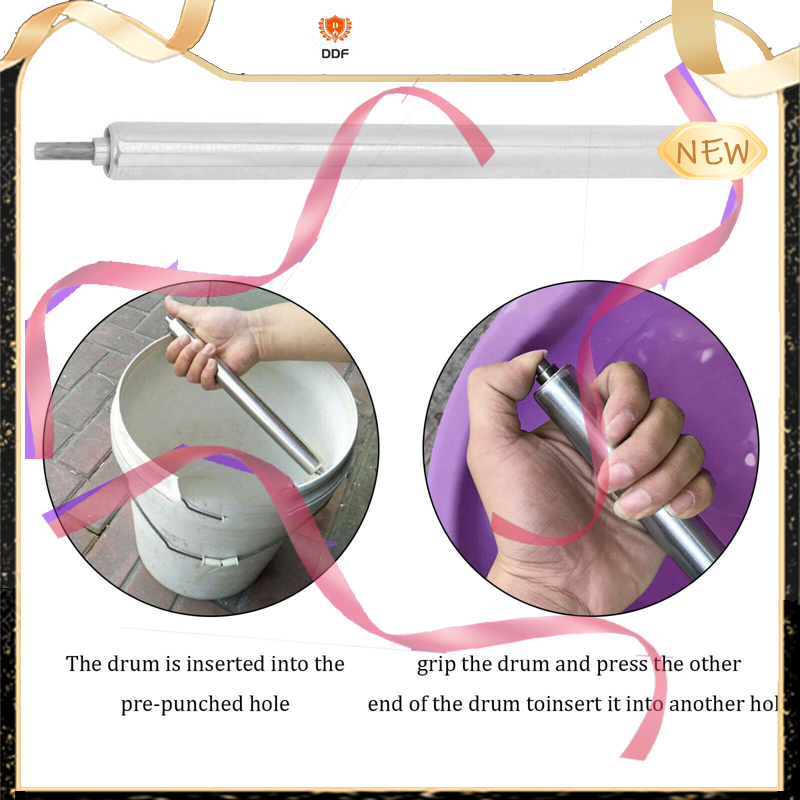 DDF
NEW
The drum is inserted into the
pre-punched hole
grip the drum and press the other
end of the drum toinsert it into another hol